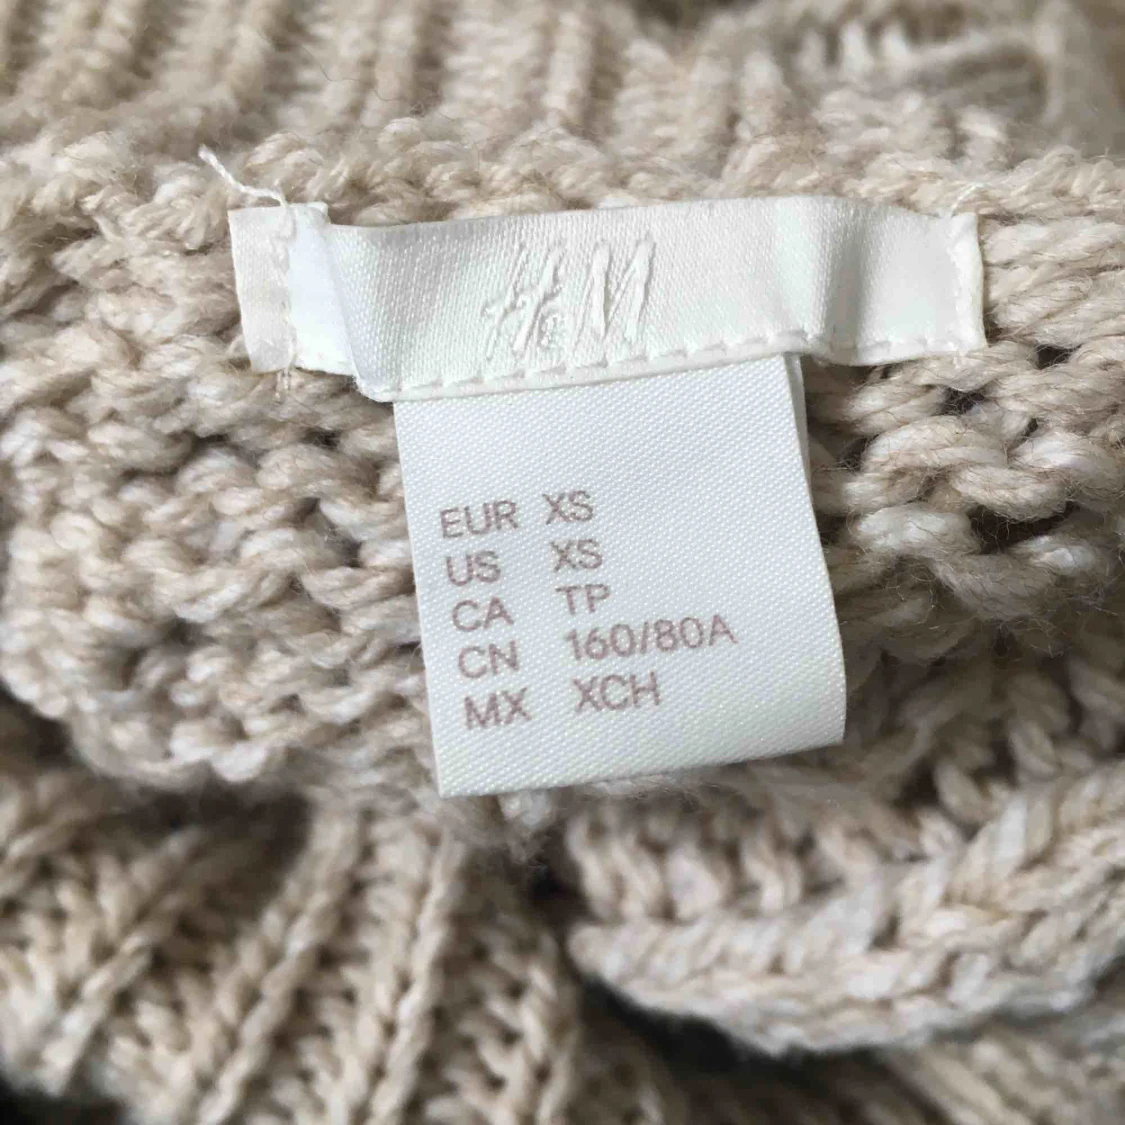 H&M
EUR XS
US XS
CA TP
CN 160/80A
MX XCH